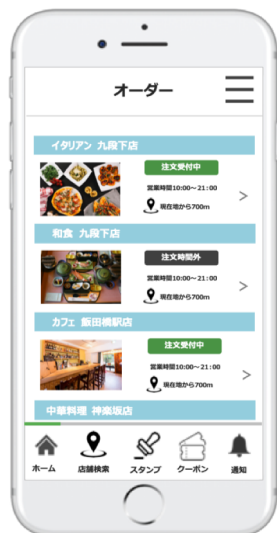 オーダー
イタリアン 九段下店
注文受付中
営業時間10:00～21:00
現在地から700m
和食 九段下店
注文時間外
営業時間10:00～21:00
現在地から700m
カフェ 飯田橋駅店
注文受付中
営業時間10:00～21:00
現在地から700m
中華料理 神楽坂店
ホーム 店舗検索 スタンプ クーポン 通知